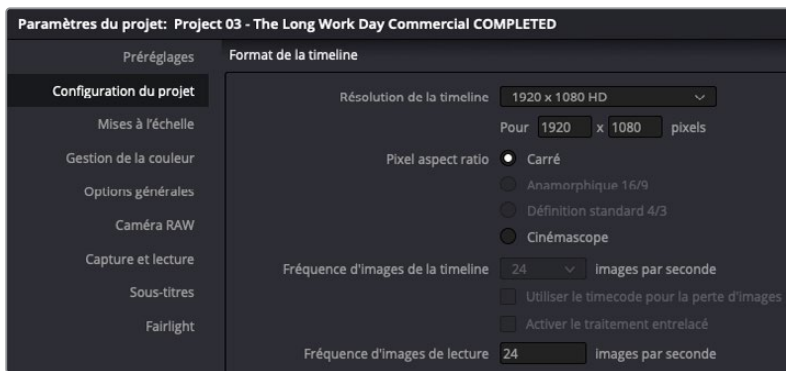 Paramètres du projet: Project 03 - The Long Work Day Commercial COMPLETED
Préréglages
Configuration du projet
Mises à l'échelle
Gestion de la couleur
Options générales
Caméra RAW
Capture et lecture
Sous-titres
Fairlight
Format de la timeline
Résolution de la timeline 1920 x 1080 HD
Pour 1920 x 1080 pixels
Pixel aspect ratio Carré
Anamorphique 16/9
Définition standard 4/3
Cinémascope
Fréquence d'images de la timeline 24 images par seconde
Utiliser le timecode pour la perte d'images
Activer le traitement entrelacé
Fréquence d'images de lecture 24 images par seconde